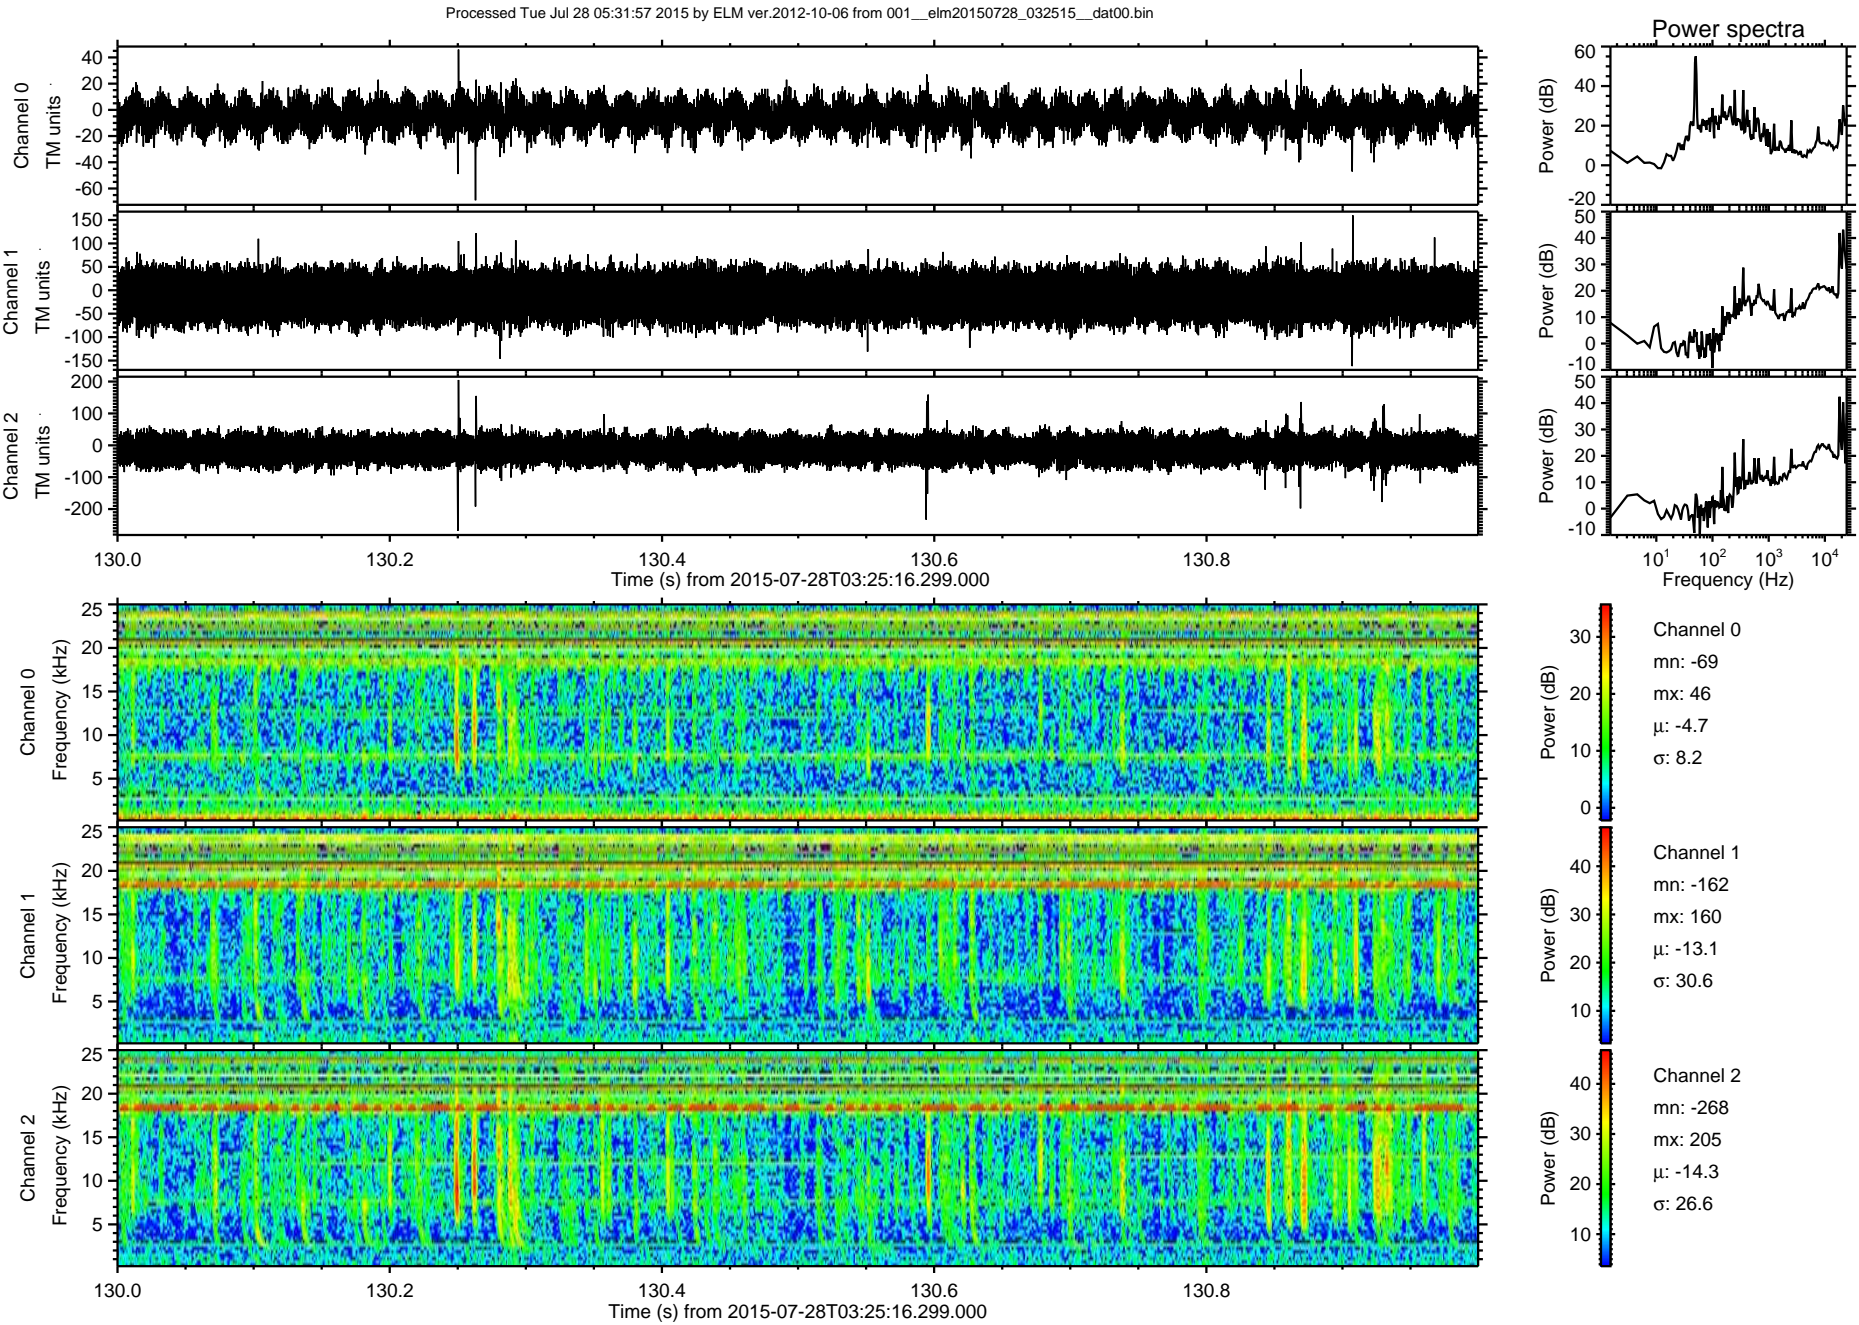 Processed Tue Jul 28 05:31:57 2015 by ELM ver.2012-10-06 from 001__elm20150728_032515__dat00.bin
Power spectra
Channel 0
TM units
40
20
0
-20
-40
-60
Power (dB)
60
40
20
0
-20
Channel 1
TM units
150
100
50
0
-50
-100
-150
Power (dB)
50
40
30
20
10
0
-10
Channel 2
TM units
200
100
0
-100
-200
Power (dB)
50
40
30
20
10
0
-10
130.0 130.2 130.4 130.6 130.8
Time (s) from 2015-07-28T03:25:16.299.000
10¹ 10² 10³ 10⁴
Frequency (Hz)
Channel 0
Frequency (kHz)
25
20
15
10
5
Power (dB)
30
20
10
0
Channel 0
mn: -69
mx: 46
μ: -4.7
σ: 8.2
Channel 1
Frequency (kHz)
25
20
15
10
5
Power (dB)
40
30
20
10
Channel 1
mn: -162
mx: 160
μ: -13.1
σ: 30.6
Channel 2
Frequency (kHz)
25
20
15
10
5
Power (dB)
40
30
20
10
Channel 2
mn: -268
mx: 205
μ: -14.3
σ: 26.6
130.0 130.2 130.4 130.6 130.8
Time (s) from 2015-07-28T03:25:16.299.000